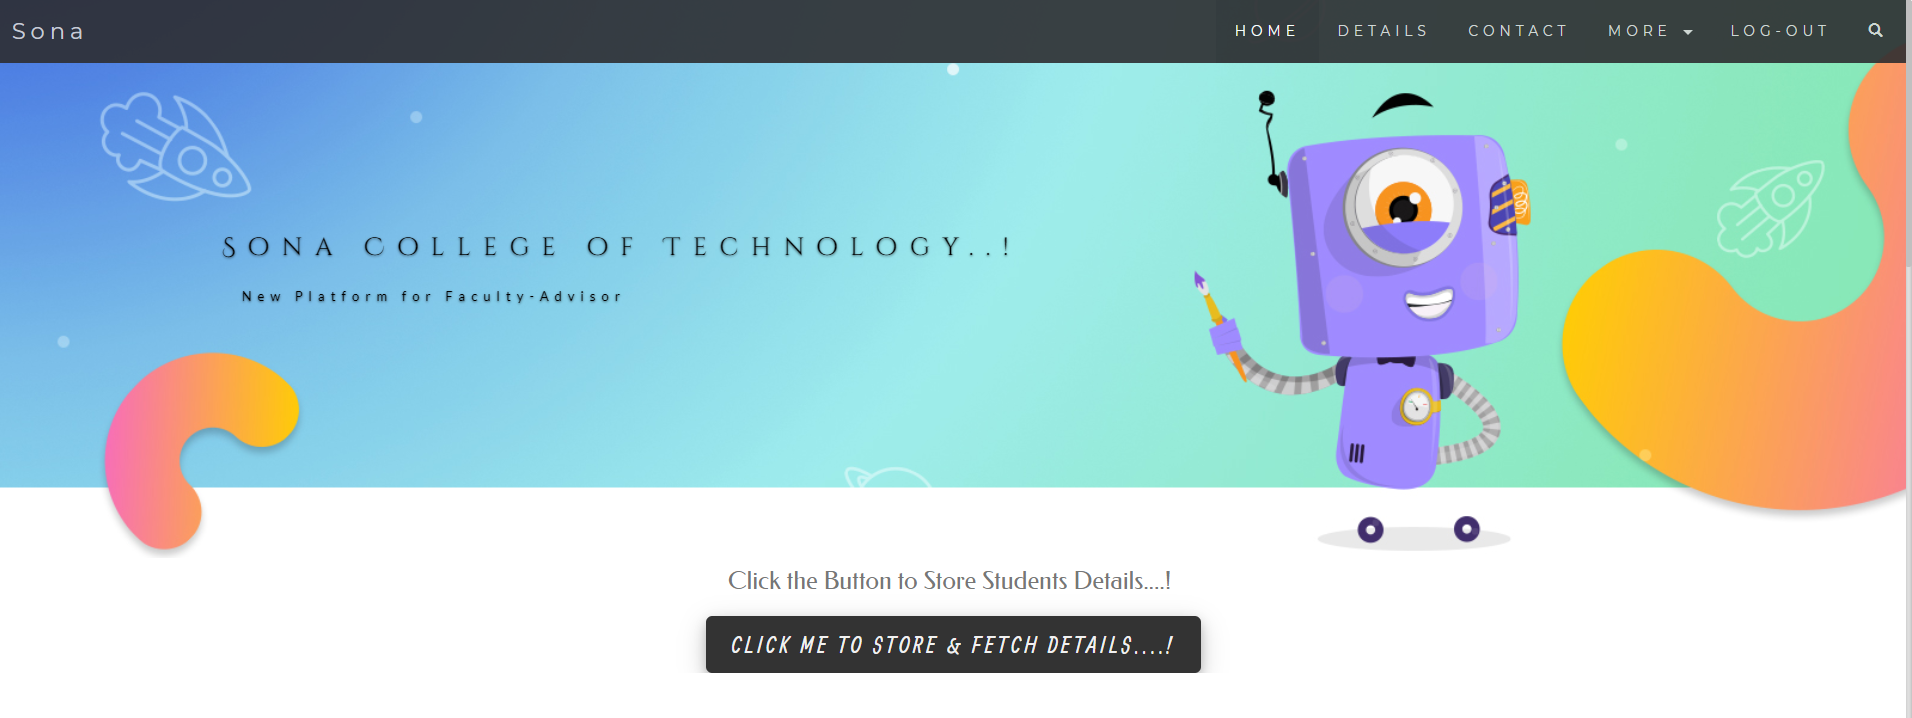 Sona
HOME DETAILS CONTACT MORE LOG-OUT
Sona College of Technology..!
New Platform for Faculty-Advisor
Click the Button to Store Students Details....!
CLICK ME TO STORE & FETCH DETAILS....!